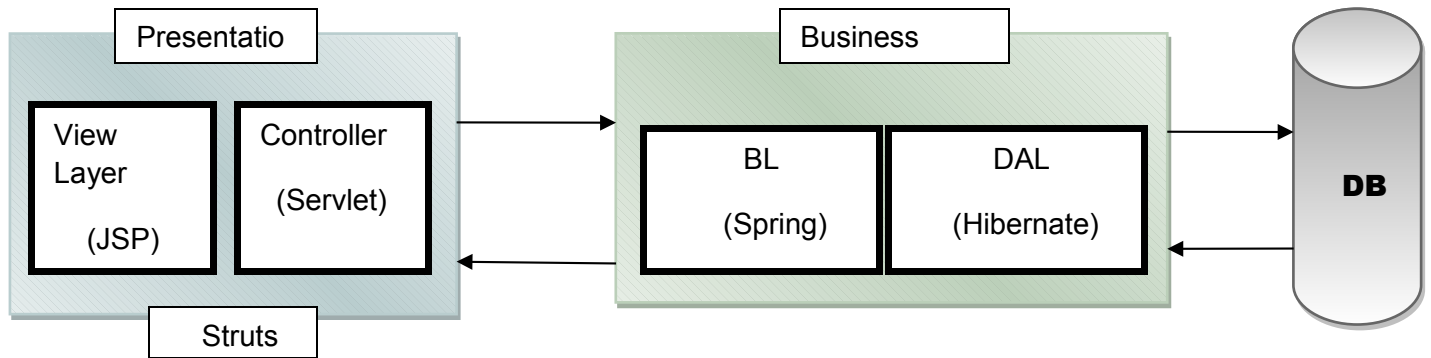 Presentatio
Business
View
Layer
(JSP)
Controller
(Servlet)
BL
(Spring)
DAL
(Hibernate)
DB
Struts